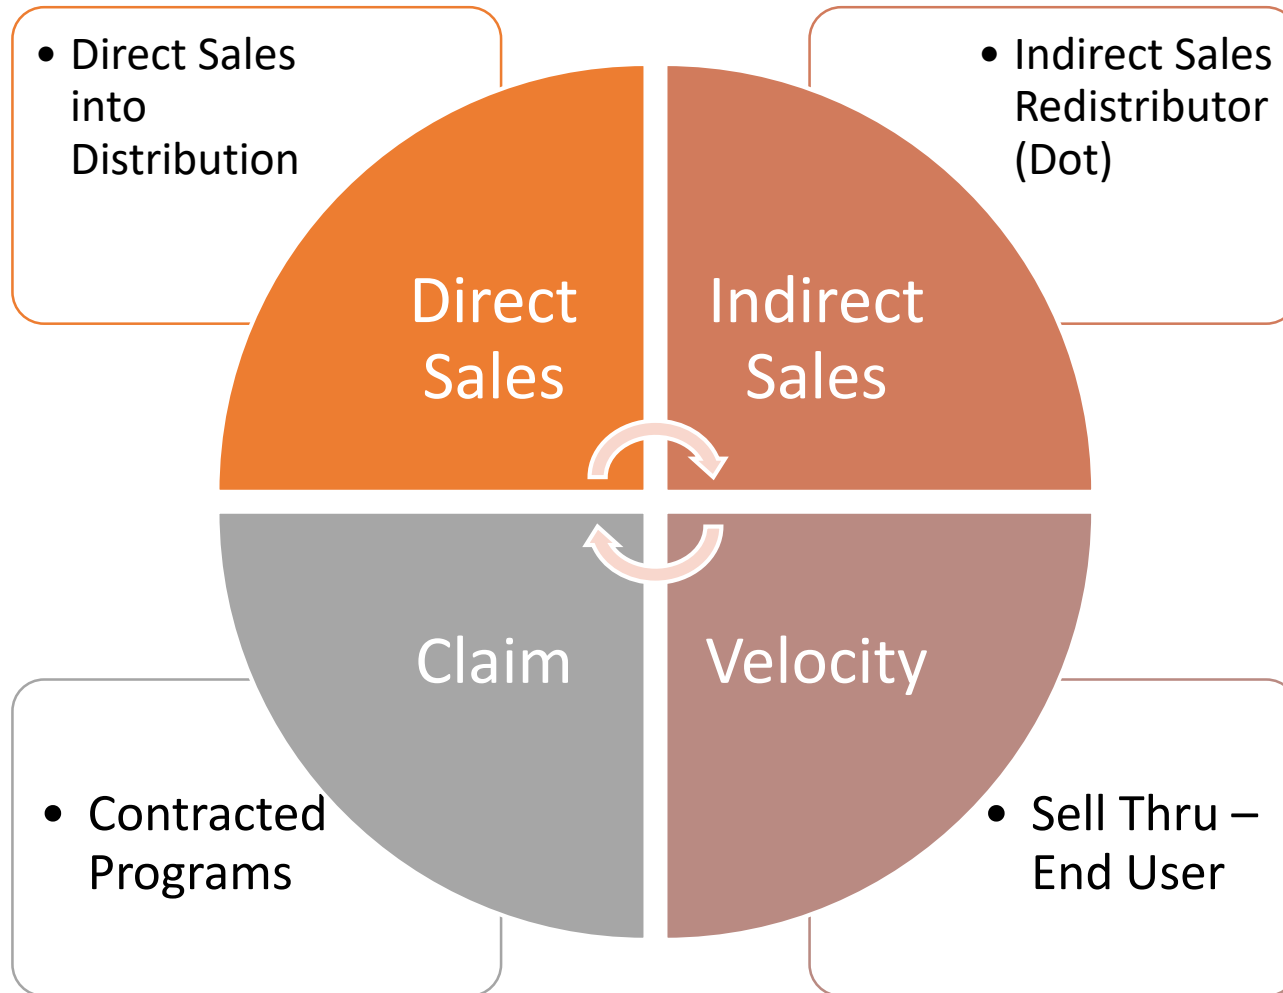 • Direct Sales
into
Distribution
• Indirect Sales
Redistributor
(Dot)
Direct
Sales
Indirect
Sales
Claim
Velocity
• Contracted
Programs
• Sell Thru –
End User